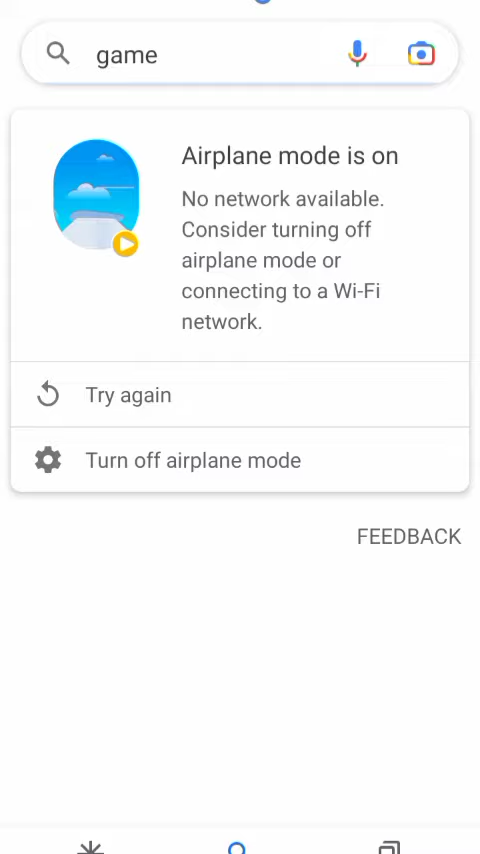 game
Airplane mode is on
No network available.
Consider turning off
airplane mode or
connecting to a Wi-Fi
network.
Try again
Turn off airplane mode
FEEDBACK